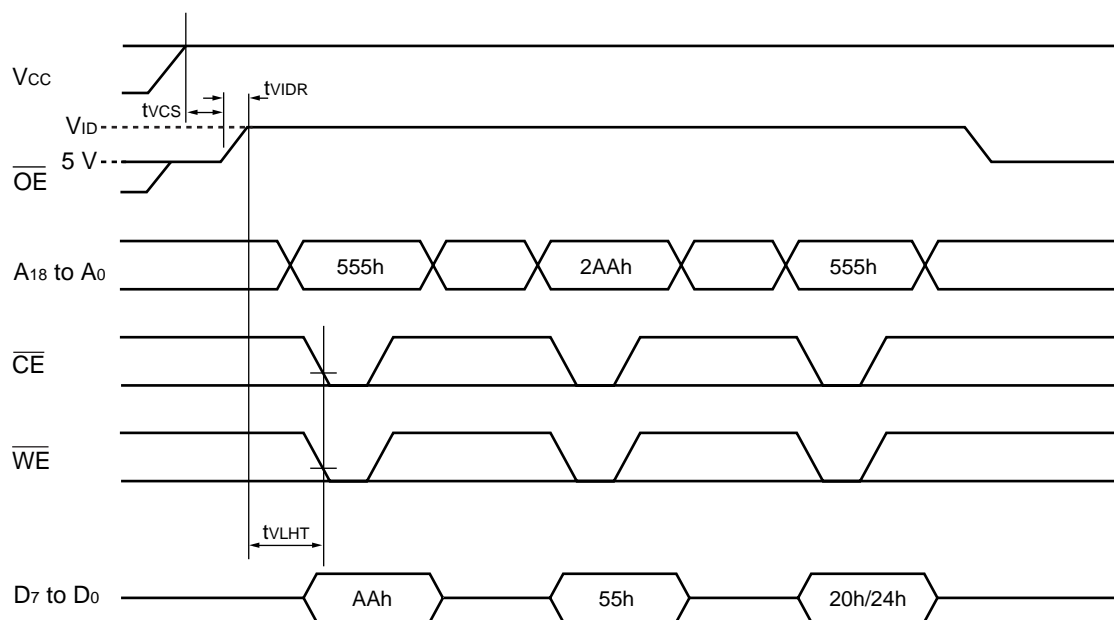 VCC
tVIDR
tVCS
VID
5 V
OE
A18 to A0
555h
2AAh
555h
CE
WE
tVLHT
D7 to D0
AAh
55h
20h/24h